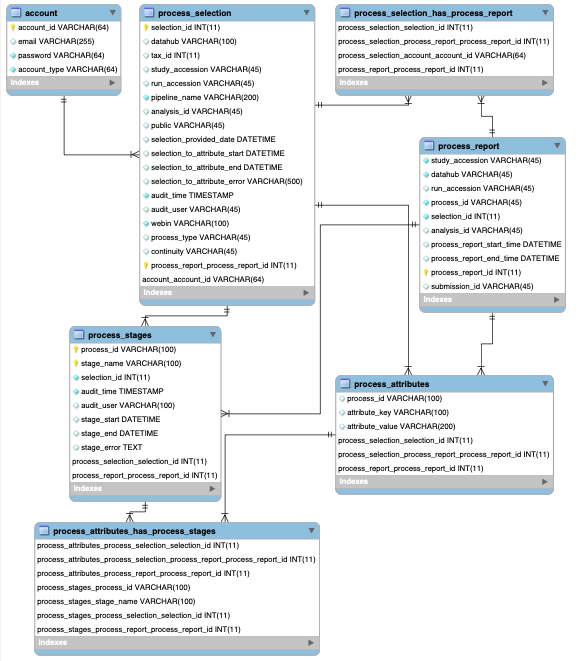 account
account_id VARCHAR(64)
email VARCHAR(255)
password VARCHAR(64)
account_type VARCHAR(64)
Indexes
process_selection
selection_id INT(11)
datahub VARCHAR(100)
tax_id INT(11)
study_accession VARCHAR(45)
run_accession VARCHAR(45)
pipeline_name VARCHAR(200)
analysis_id VARCHAR(45)
public VARCHAR(45)
selection_provided_date DATETIME
selection_to_attribute_start DATETIME
selection_to_attribute_end DATETIME
selection_to_attribute_error VARCHAR(500)
audit_time TIMESTAMP
audit_user VARCHAR(45)
webin VARCHAR(100)
process_type VARCHAR(45)
continuity VARCHAR(45)
process_report_process_report_id INT(11)
account_account_id VARCHAR(64)
Indexes
process_selection_has_process_report
process_selection_selection_id INT(11)
process_selection_process_report_process_report_id INT(11)
process_selection_account_account_id VARCHAR(64)
process_report_process_report_id INT(11)
Indexes
process_report
study_accession VARCHAR(45)
datahub VARCHAR(45)
run_accession VARCHAR(45)
process_id VARCHAR(45)
selection_id INT(11)
analysis_id VARCHAR(45)
process_report_start_time DATETIME
process_report_end_time DATETIME
process_report_id INT(11)
submission_id VARCHAR(45)
Indexes
process_stages
process_id VARCHAR(100)
stage_name VARCHAR(100)
selection_id INT(11)
audit_time TIMESTAMP
audit_user VARCHAR(100)
stage_start DATETIME
stage_end DATETIME
stage_error TEXT
process_selection_selection_id INT(11)
process_report_process_report_id INT(11)
Indexes
process_attributes
process_id VARCHAR(100)
attribute_key VARCHAR(100)
attribute_value VARCHAR(200)
process_selection_selection_id INT(11)
process_selection_process_report_process_report_id INT(11)
process_report_process_report_id INT(11)
Indexes
process_attributes_has_process_stages
process_attributes_process_selection_selection_id INT(11)
process_attributes_process_selection_process_report_process_report_id INT(11)
process_attributes_process_report_process_report_id INT(11)
process_stages_process_id VARCHAR(100)
process_stages_stage_name VARCHAR(100)
process_stages_process_selection_selection_id INT(11)
process_stages_process_report_process_report_id INT(11)
Indexes